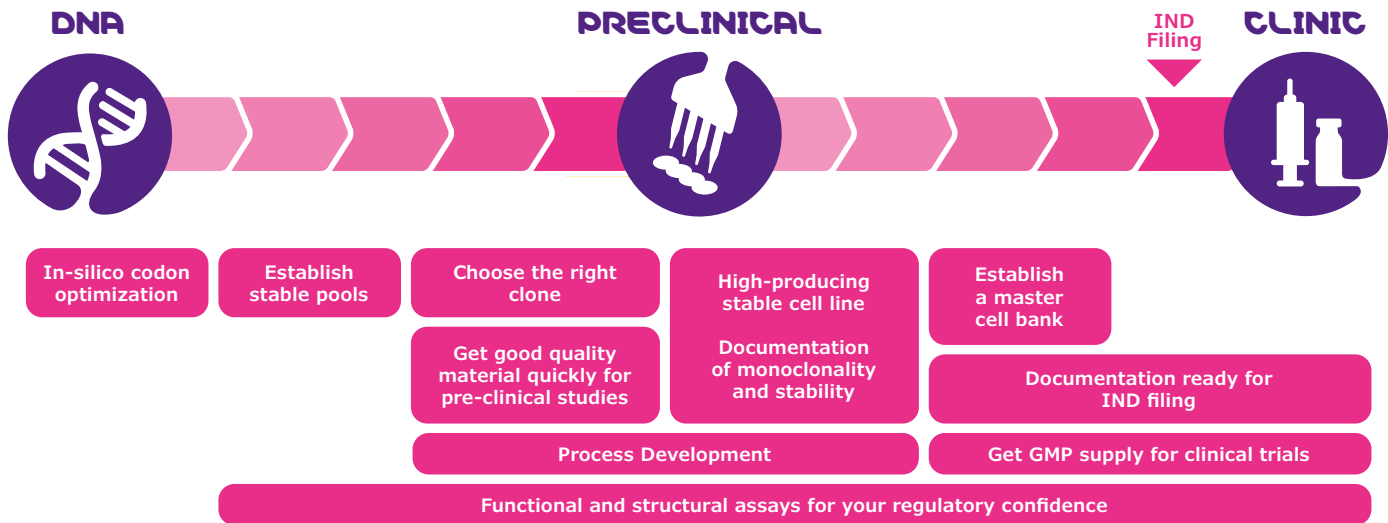 DNA
PRECLINICAL
IND
Filing
CLINIC
In-silico codon
optimization
Establish
stable pools
Choose the right
clone
Get good quality
material quickly for
pre-clinical studies
High-producing
stable cell line
Documentation
of monoclonality
and stability
Establish
a master
cell bank
Documentation ready for
IND filing
Process Development
Get GMP supply for clinical trials
Functional and structural assays for your regulatory confidence